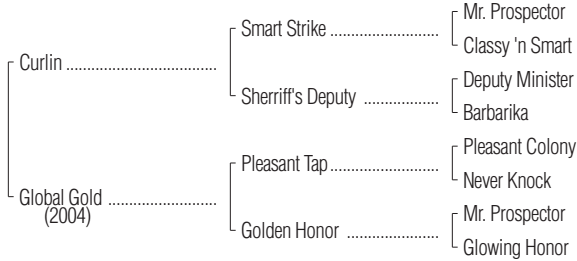 Mr. Prospector
Smart Strike ........................
Classy 'n Smart
Curlin .................................
Deputy Minister
Sherriff's Deputy ................
Barbarika
Pleasant Colony
Pleasant Tap........................
Never Knock
Global Gold ........................
(2004)
Mr. Prospector
Golden Honor ....................
Glowing Honor